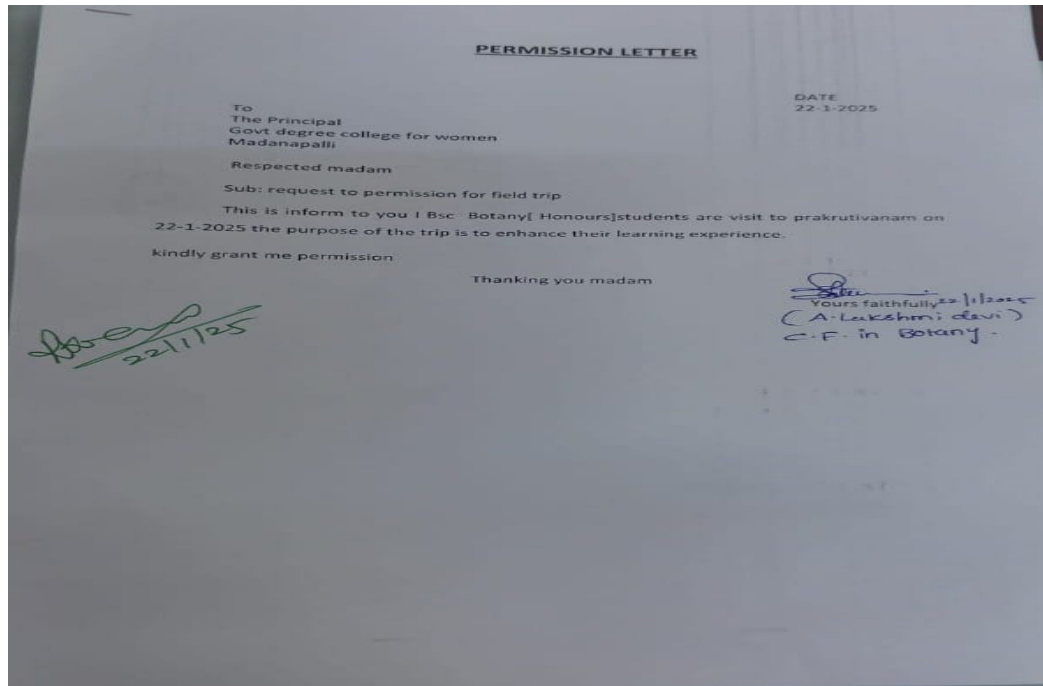 PERMISSION LETTER
DATE
22-1-2025
To
The Principal
Govt degree college for women
Madanapalli
Respected madam
Sub: request to permission for field trip
This is inform to you I Bsc Botany[ Honours]students are visit to prakrutivanam on
22-1-2025 the purpose of the trip is to enhance their learning experience.
kindly grant me permission
Thanking you madam
Yours faithfully 22/1/2025
(A. Lakshmi devi)
C.F. in Botany.
22/1/25